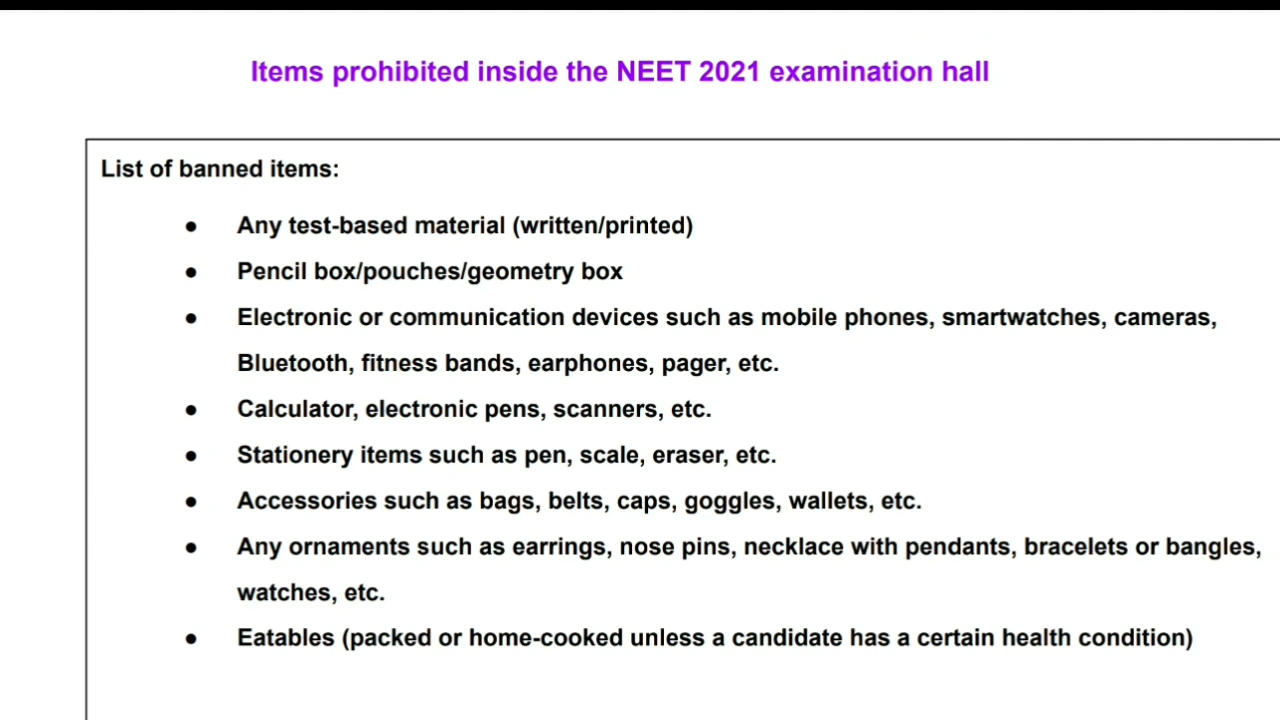 Items prohibited inside the NEET 2021 examination hall
List of banned items:
● Any test-based material (written/printed)
● Pencil box/pouches/geometry box
● Electronic or communication devices such as mobile phones, smartwatches, cameras,
Bluetooth, fitness bands, earphones, pager, etc.
● Calculator, electronic pens, scanners, etc.
● Stationery items such as pen, scale, eraser, etc.
● Accessories such as bags, belts, caps, goggles, wallets, etc.
● Any ornaments such as earrings, nose pins, necklace with pendants, bracelets or bangles,
watches, etc.
● Eatables (packed or home-cooked unless a candidate has a certain health condition)